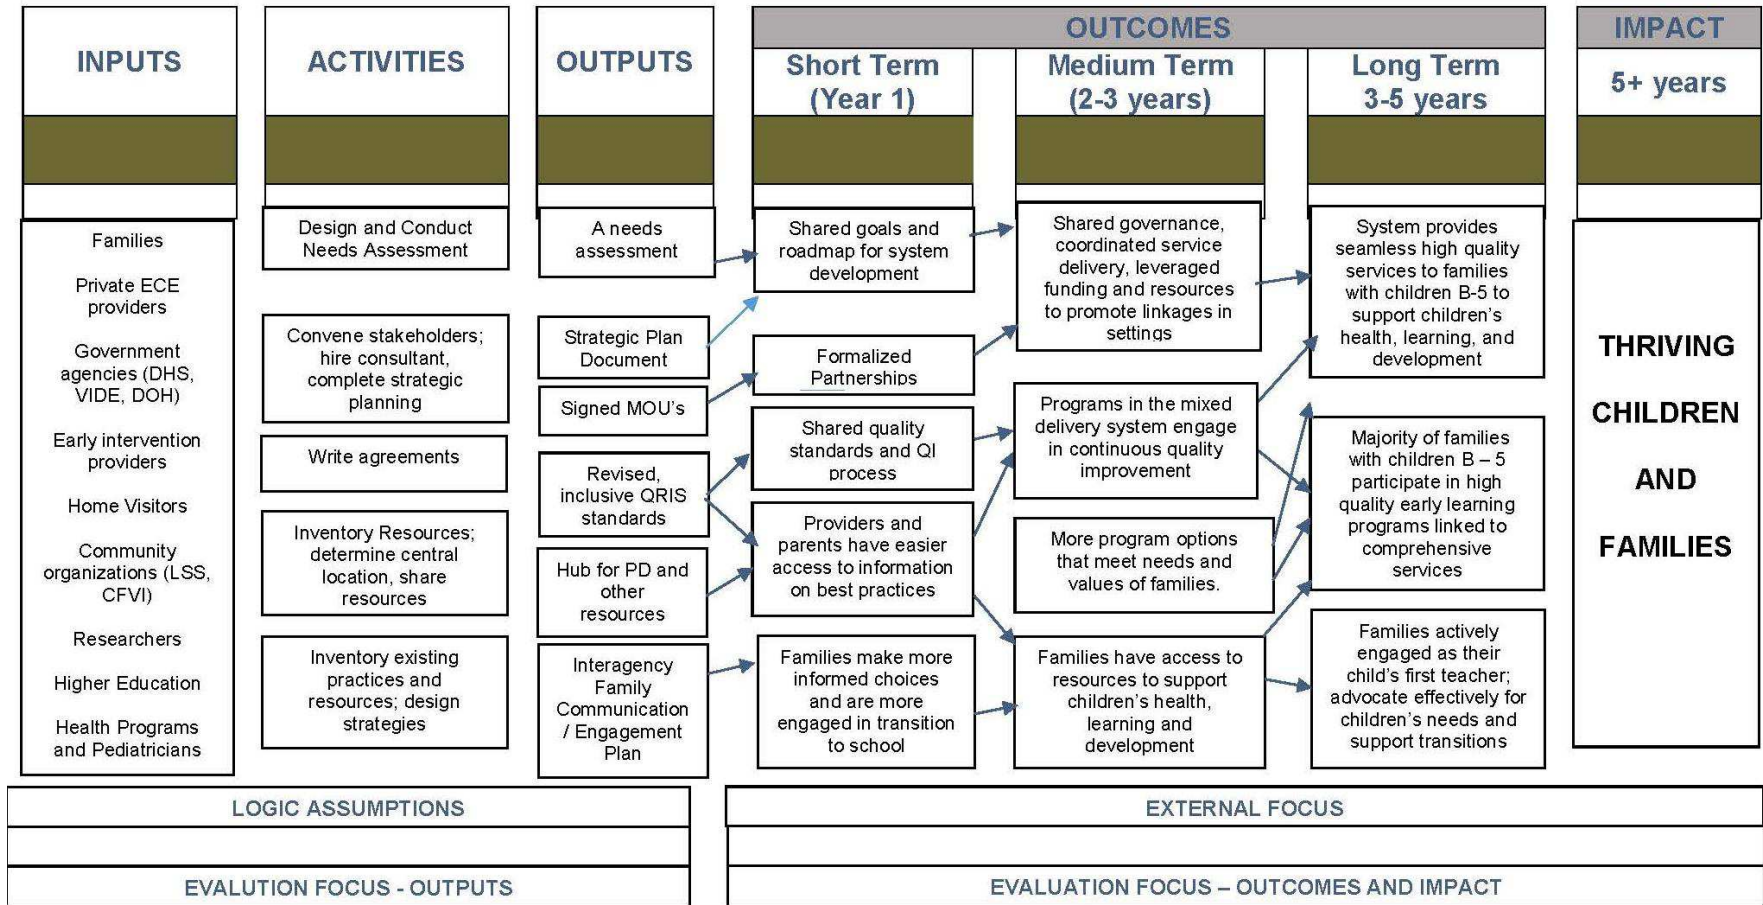 INPUTS
Families
Private ECE
providers
Government
agencies (DHS,
VIDE, DOH)
Early intervention
providers
Home Visitors
Community
organizations (LSS,
CFVI)
Researchers
Higher Education
Health Programs
and Pediatricians
ACTIVITIES
Design and Conduct
Needs Assessment
Convene stakeholders;
hire consultant,
complete strategic
planning
Write agreements
Inventory Resources;
determine central
location, share
resources
Inventory existing
practices and
resources; design
strategies
OUTPUTS
A needs
assessment
Strategic Plan
Document
Signed MOU's
Revised,
inclusive QRIS
standards
Hub for PD and
other
resources
Interagency
Family
Communication
/ Engagement
Plan
OUTCOMES
Short Term
(Year 1)
Shared goals and
roadmap for system
development
Formalized
Partnerships
Shared quality
standards and QI
process
Providers and
parents have easier
access to information
on best practices
Families make more
informed choices
and are more
engaged in transition
to school
Medium Term
(2-3 years)
Shared governance,
coordinated service
delivery, leveraged
funding and resources
to promote linkages in
settings
Programs in the mixed
delivery system engage
in continuous quality
improvement
More program options
that meet needs and
values of families.
Families have access to
resources to support
children's health,
learning and
development
Long Term
3-5 years
System provides
seamless high quality
services to families
with children B-5 to
support children's
health, learning, and
development
Majority of families
with children B – 5
participate in high
quality early learning
programs linked to
comprehensive
services
Families actively
engaged as their
child's first teacher;
advocate effectively for
children's needs and
support transitions
IMPACT
5+ years
THRIVING
CHILDREN
AND
FAMILIES
LOGIC ASSUMPTIONS
EVALUTION FOCUS - OUTPUTS
EXTERNAL FOCUS
EVALUATION FOCUS – OUTCOMES AND IMPACT